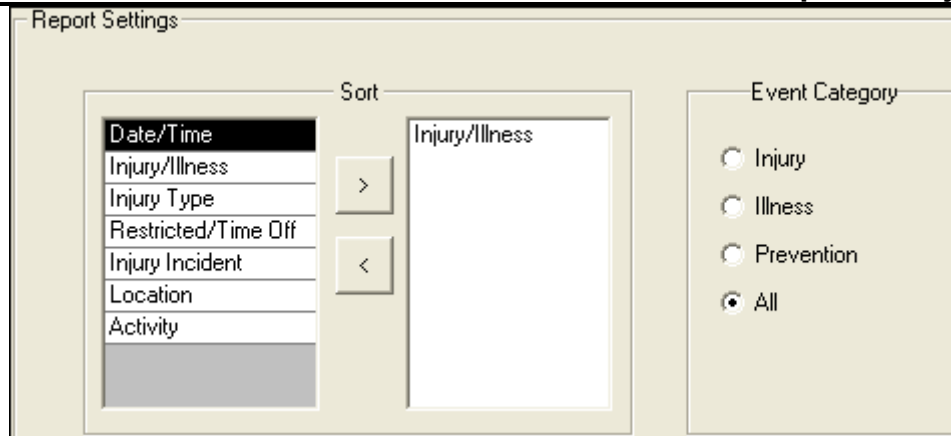 Report Settings
Sort
Event Category
Date/Time
Injury/Illness
Injury Type
Restricted/Time Off
Injury Incident
Location
Activity
>
<
Injury/Illness
Injury
Illness
Prevention
All